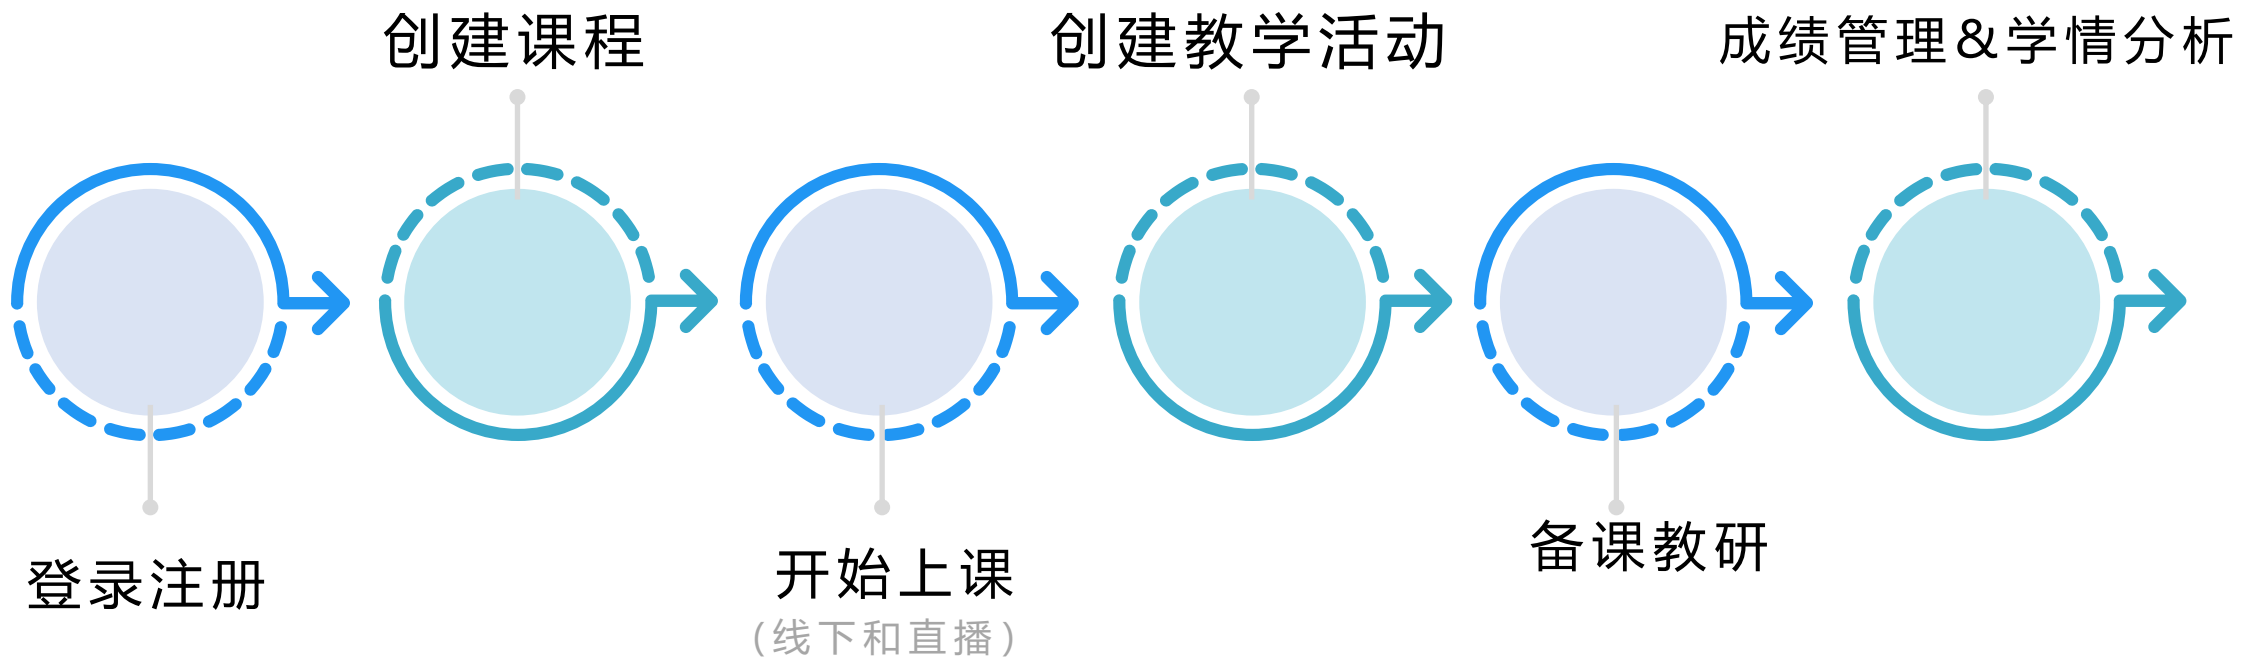 创建课程
创建教学活动
成绩管理&学情分析
登录注册
开始上课
(线下和直播)
备课教研